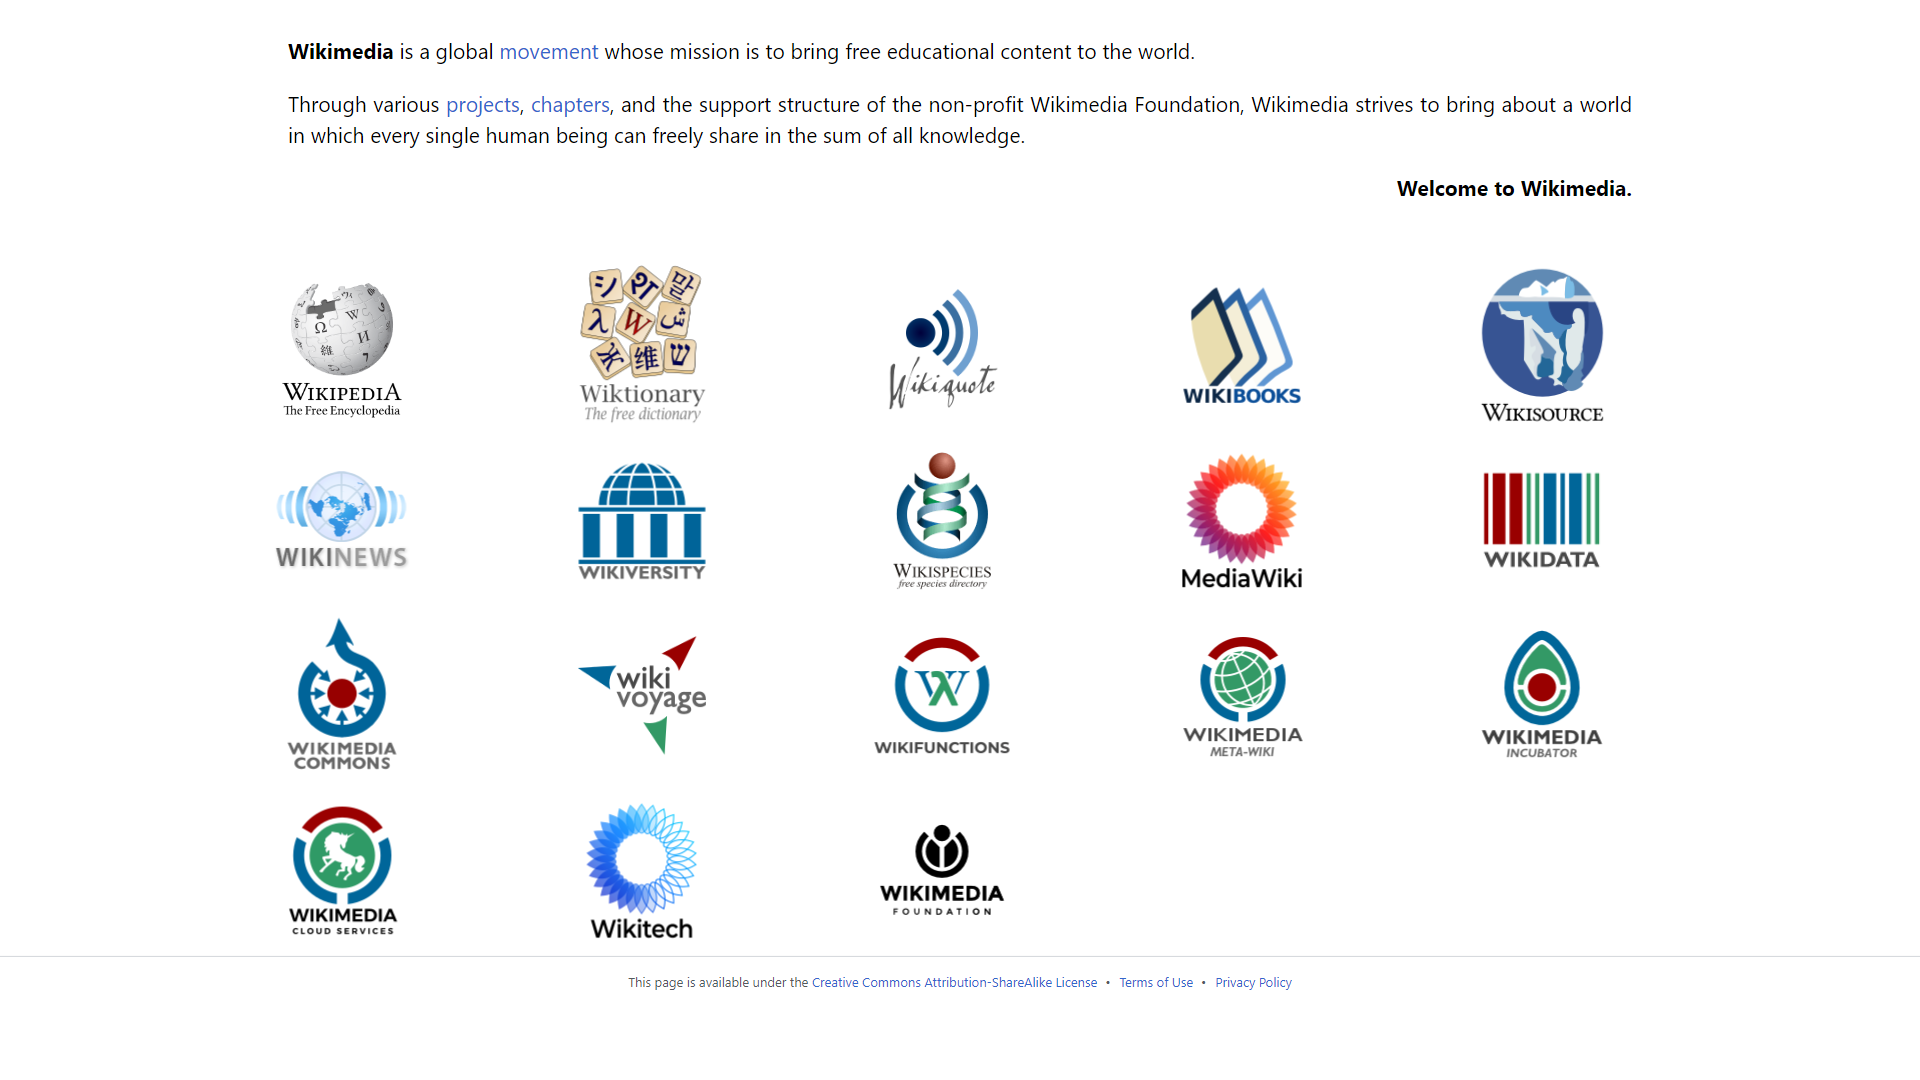 Wikimedia is a global movement whose mission is to bring free educational content to the world.
Through various projects, chapters, and the support structure of the non-profit Wikimedia Foundation, Wikimedia strives to bring about a world
in which every single human being can freely share in the sum of all knowledge.
Welcome to Wikimedia.
Ω W И 維 7
WIKIPEDIA
The Free Encyclopedia
シ 말
λ W ش
维 ש
Wiktionary
The free dictionary
Wikiquote
WIKIBOOKS
WIKISOURCE
WIKINEWS
WIKIVERSITY
WIKISPECIES
free species directory
MediaWiki
WIKIDATA
WIKIMEDIA
COMMONS
wiki
voyage
WIKIFUNCTIONS
WIKIMEDIA
META-WIKI
WIKIMEDIA
INCUBATOR
WIKIMEDIA
CLOUD SERVICES
Wikitech
WIKIMEDIA
FOUNDATION
This page is available under the Creative Commons Attribution-ShareAlike License • Terms of Use • Privacy Policy